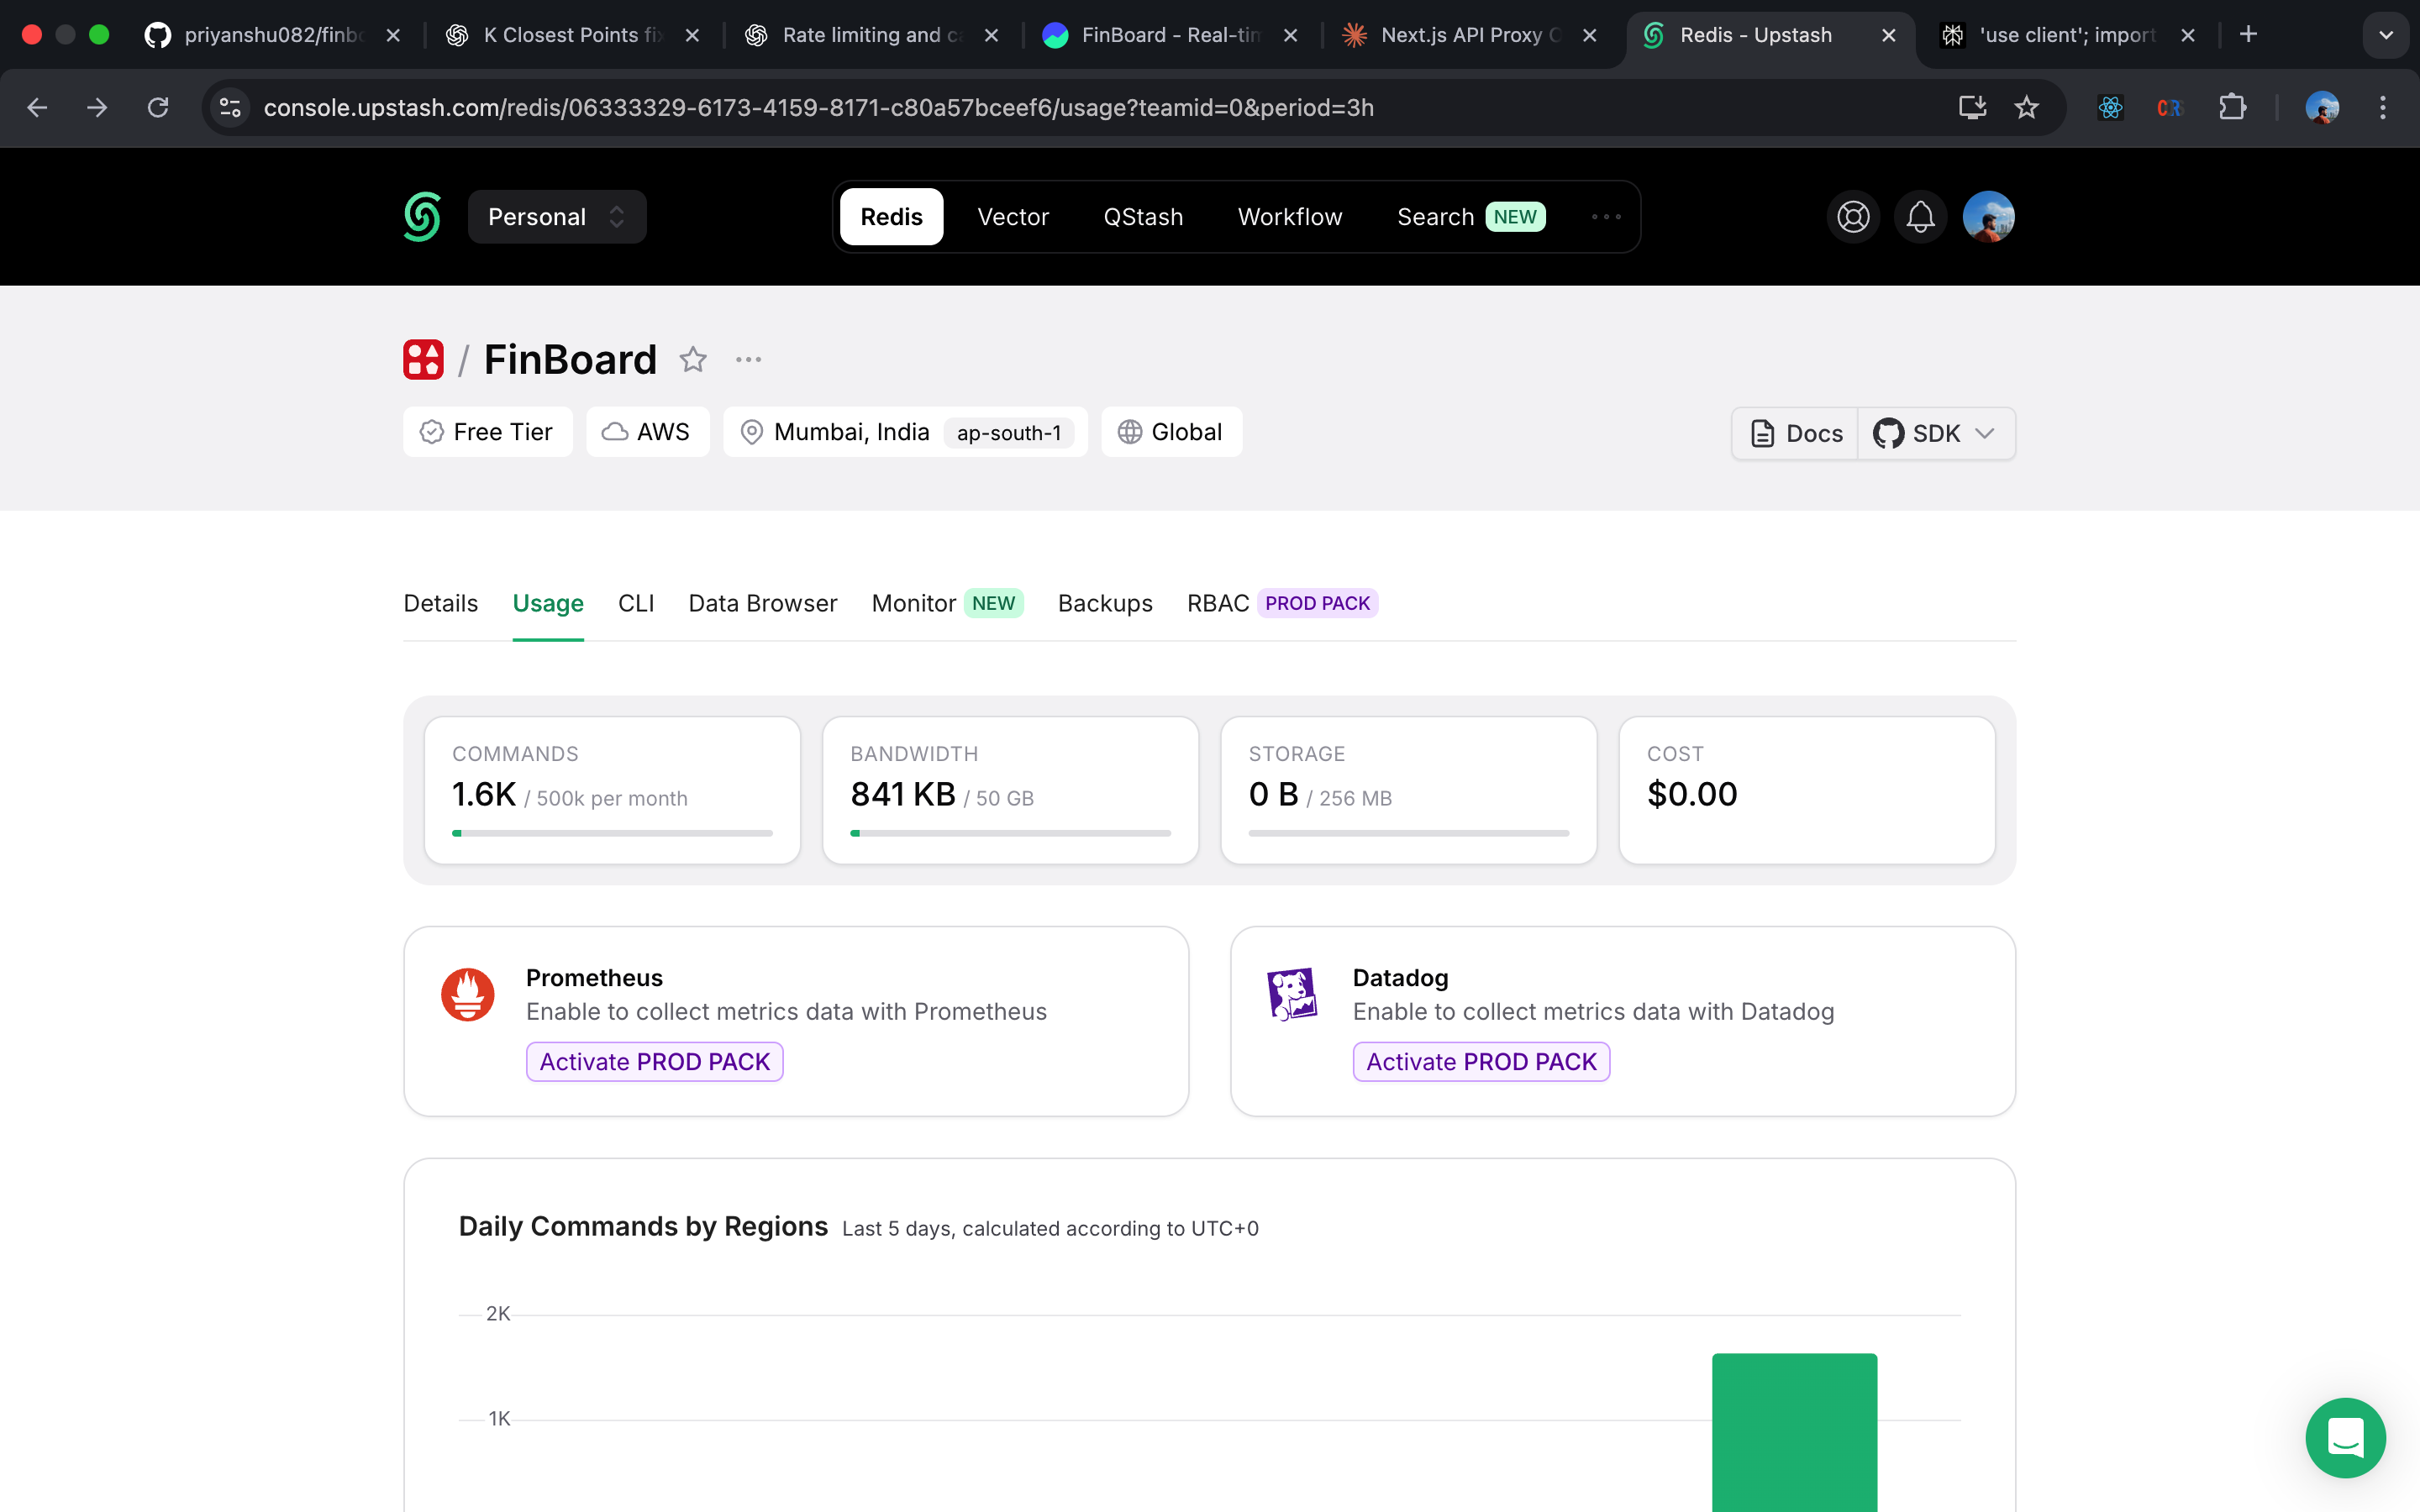 priyanshu082/finbo
K Closest Points fix
Rate limiting and ca
FinBoard - Real-tim
Next.js API Proxy O
Redis - Upstash
'use client'; import
console.upstash.com/redis/06333329-6173-4159-8171-c80a57bceef6/usage?teamid=0&period=3h
Personal
Redis
Vector
QStash
Workflow
Search NEW
/ FinBoard
Free Tier
AWS
Mumbai, India ap-south-1
Global
Docs
SDK
Details
Usage
CLI
Data Browser
Monitor NEW
Backups
RBAC PROD PACK
COMMANDS
1.6K / 500k per month
BANDWIDTH
841 KB / 50 GB
STORAGE
0 B / 256 MB
COST
$0.00
Prometheus
Enable to collect metrics data with Prometheus
Activate PROD PACK
Datadog
Enable to collect metrics data with Datadog
Activate PROD PACK
Daily Commands by Regions Last 5 days, calculated according to UTC+0
2K
1K